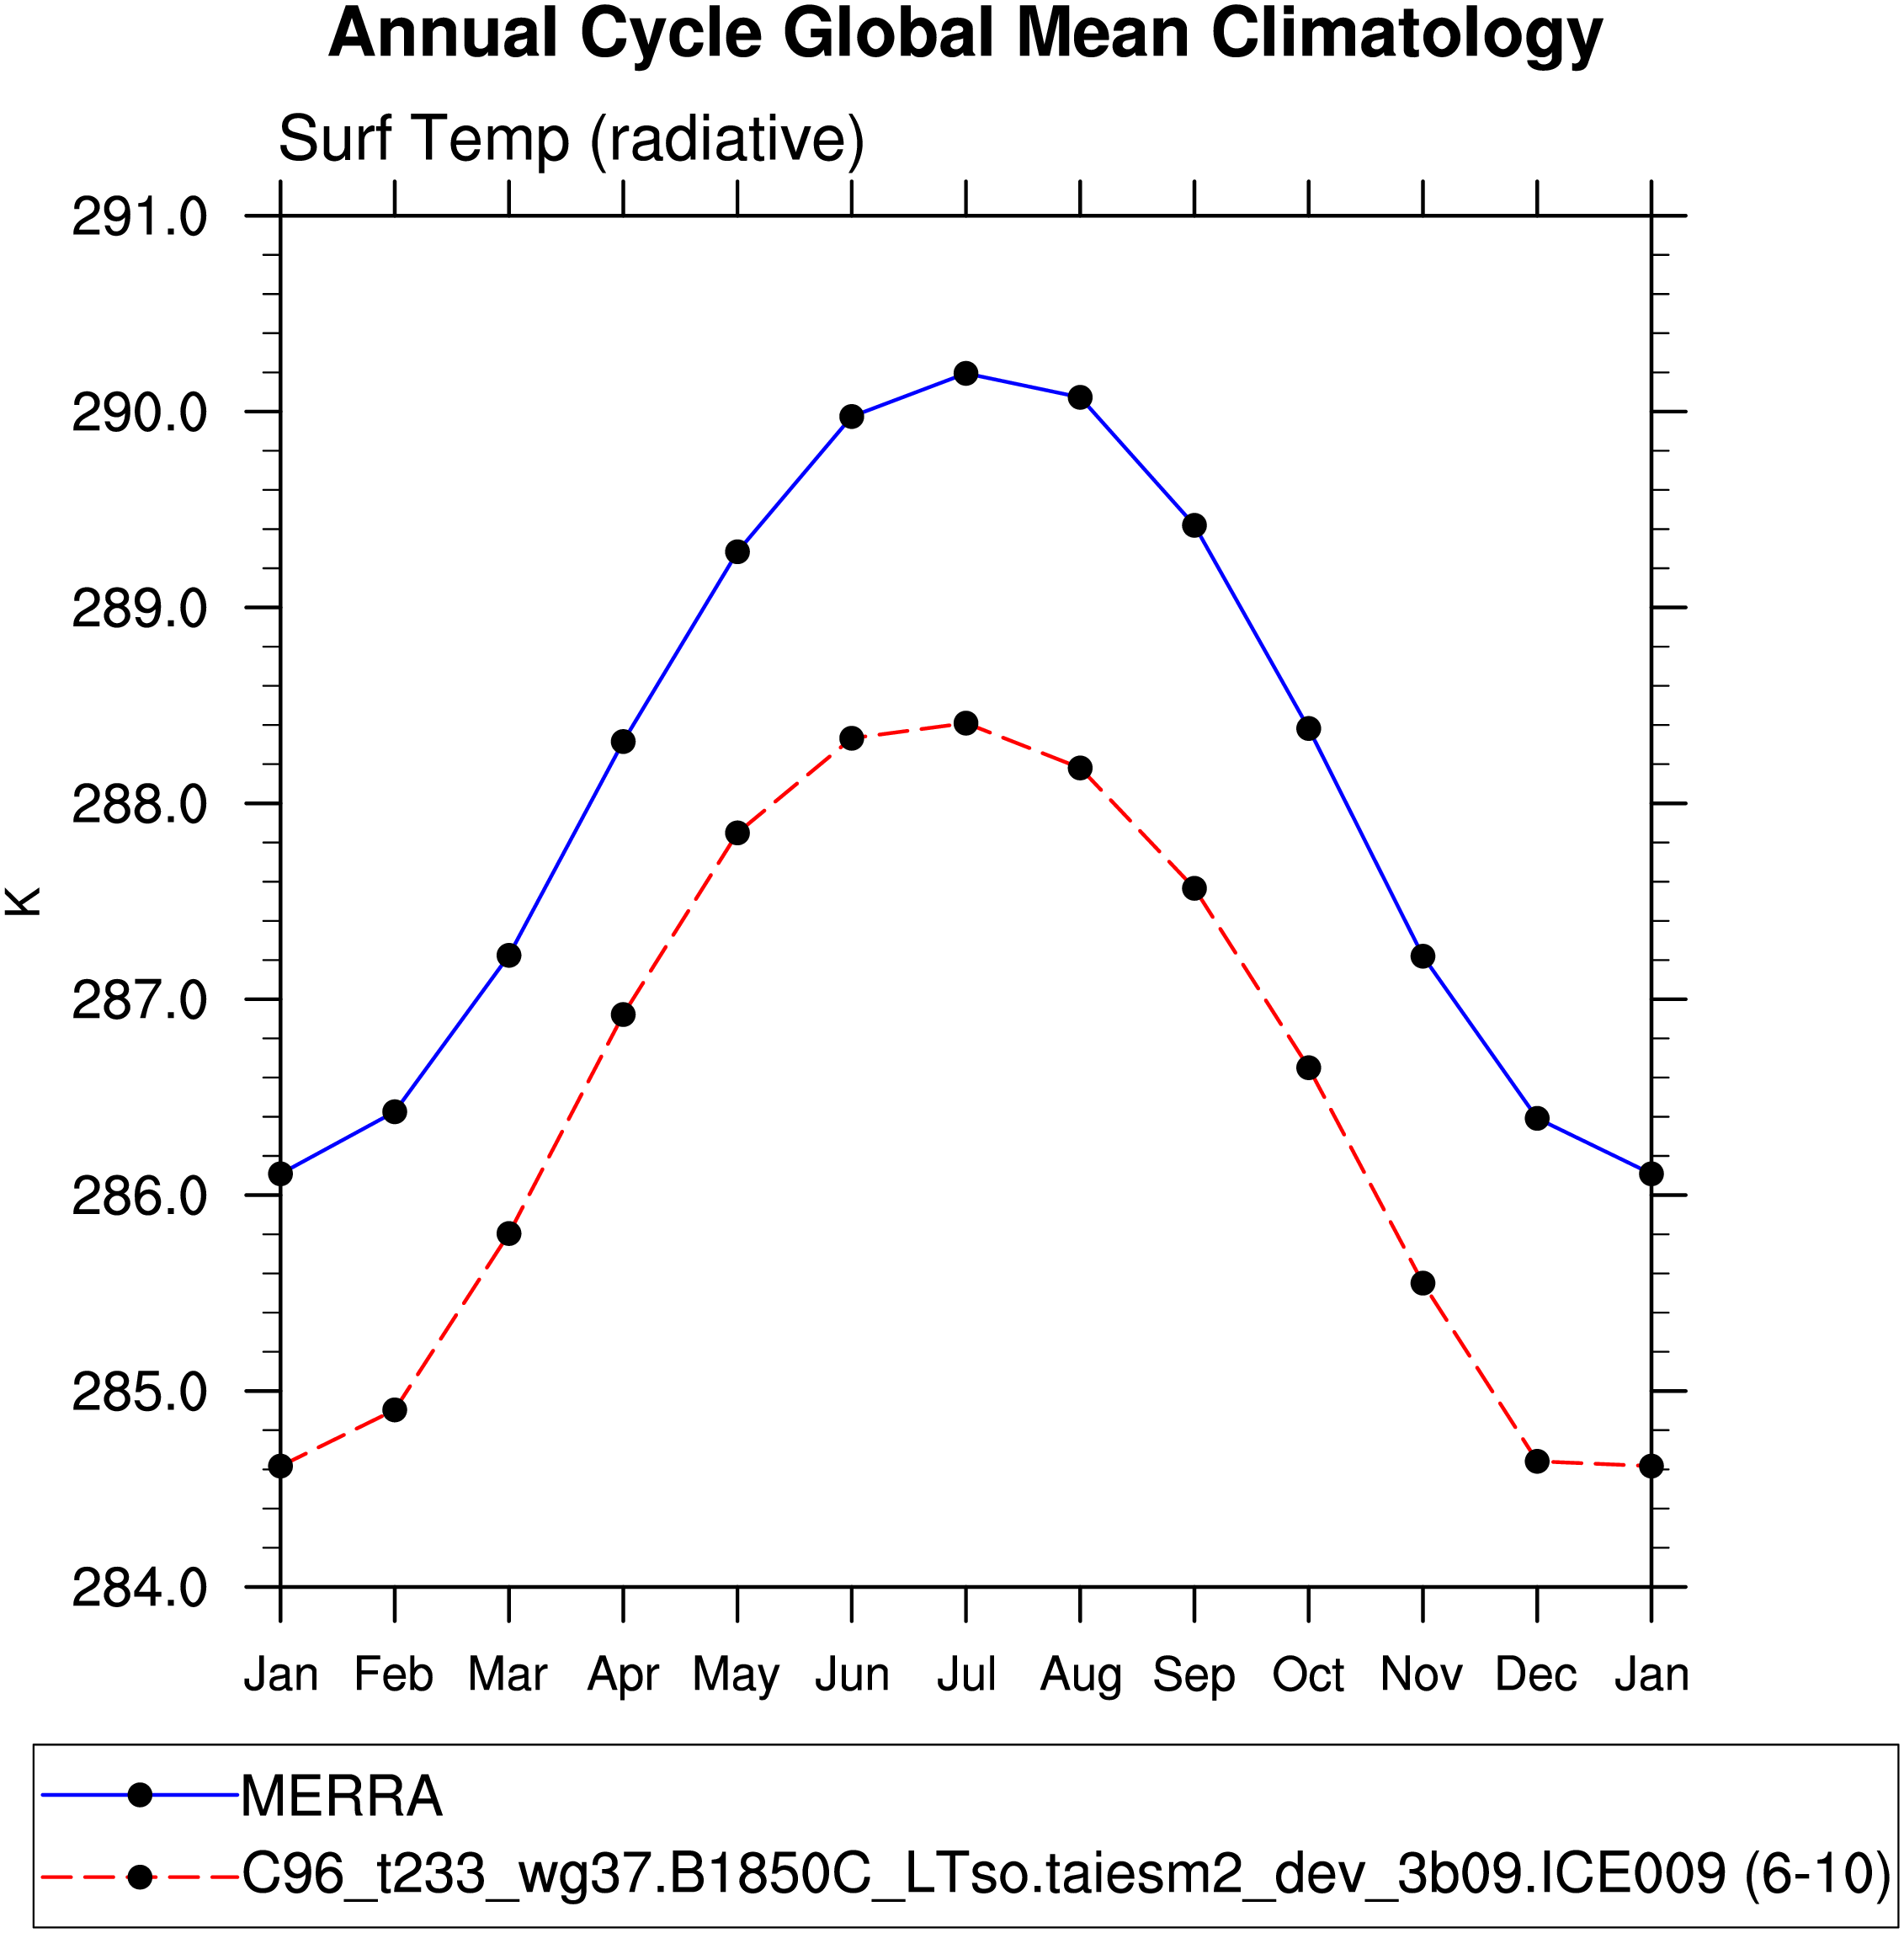 Annual Cycle Global Mean Climatology
Surf Temp (radiative)
291.0
290.0
289.0
288.0
K
287.0
286.0
285.0
284.0
Jan Feb Mar Apr May Jun Jul Aug Sep Oct Nov Dec Jan
MERRA
C96_t233_wg37.B1850C_LTso.taiesm2_dev_3b09.ICE009 (6-10)